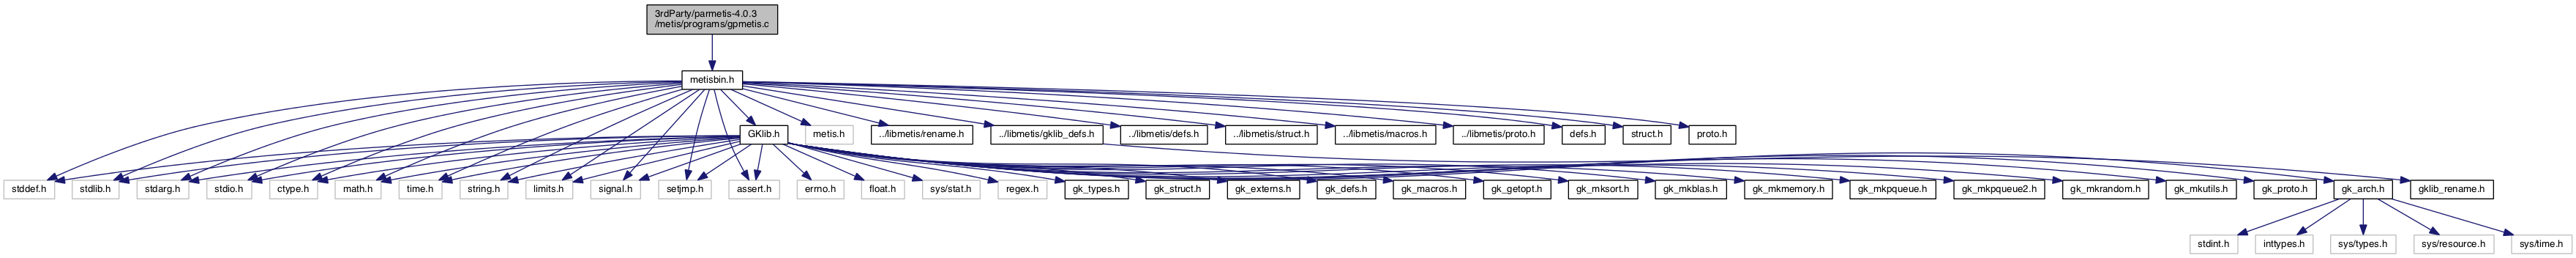 3rdParty/parmetis-4.0.3
/metis/programs/gpmetis.c
metisbin.h
GKlib.h
metis.h
../libmetis/rename.h
../libmetis/gklib_defs.h
../libmetis/defs.h
../libmetis/struct.h
../libmetis/macros.h
../libmetis/proto.h
defs.h
struct.h
proto.h
stddef.h
stdlib.h
stdarg.h
stdio.h
ctype.h
math.h
time.h
string.h
limits.h
signal.h
setjmp.h
assert.h
errno.h
float.h
sys/stat.h
regex.h
gk_types.h
gk_struct.h
gk_externs.h
gk_defs.h
gk_macros.h
gk_getopt.h
gk_mksort.h
gk_mkblas.h
gk_mkmemory.h
gk_mkpqueue.h
gk_mkpqueue2.h
gk_mkrandom.h
gk_mkutils.h
gk_proto.h
gk_arch.h
gklib_rename.h
stdint.h
inttypes.h
sys/types.h
sys/resource.h
sys/time.h